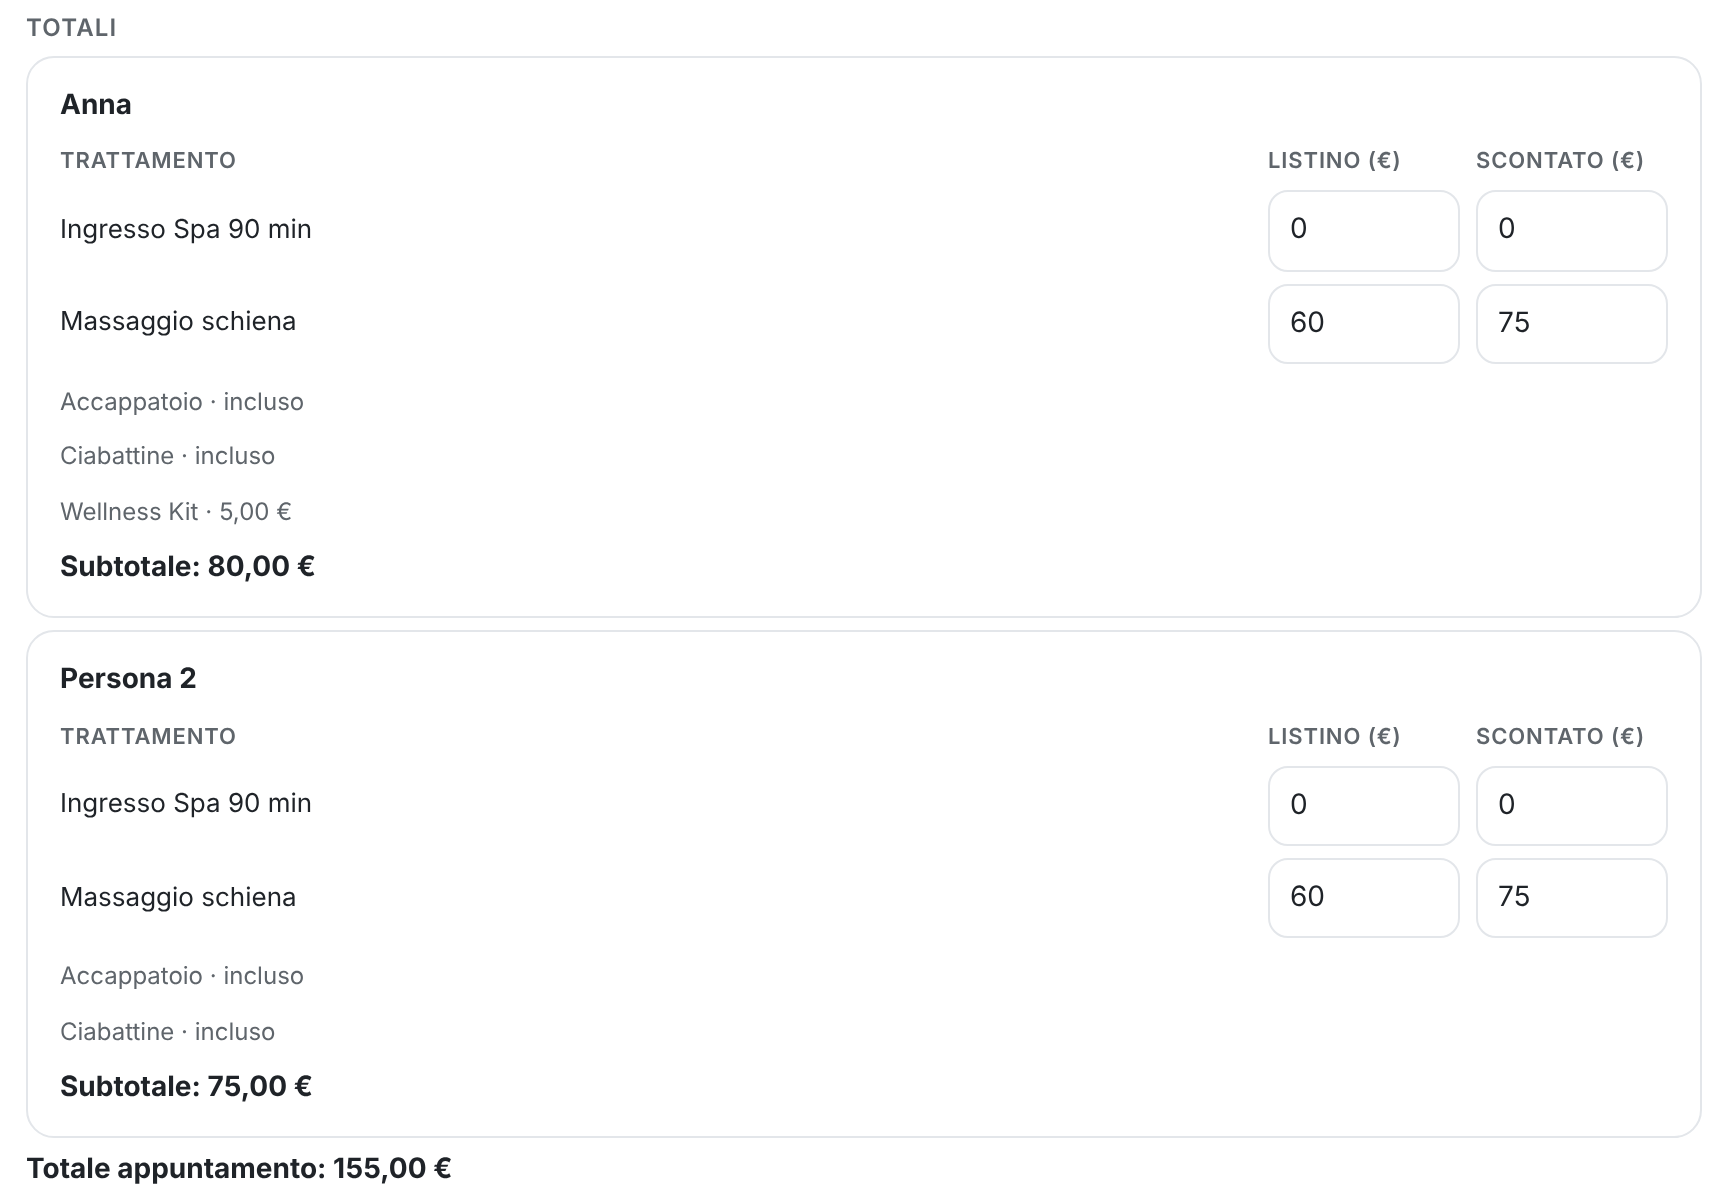 TOTALI
Anna
TRATTAMENTO LISTINO (€) SCONTATO (€)
Ingresso Spa 90 min 0 0
Massaggio schiena 60 75
Accappatoio · incluso
Ciabattine · incluso
Wellness Kit · 5,00 €
Subtotale: 80,00 €
Persona 2
TRATTAMENTO LISTINO (€) SCONTATO (€)
Ingresso Spa 90 min 0 0
Massaggio schiena 60 75
Accappatoio · incluso
Ciabattine · incluso
Subtotale: 75,00 €
Totale appuntamento: 155,00 €